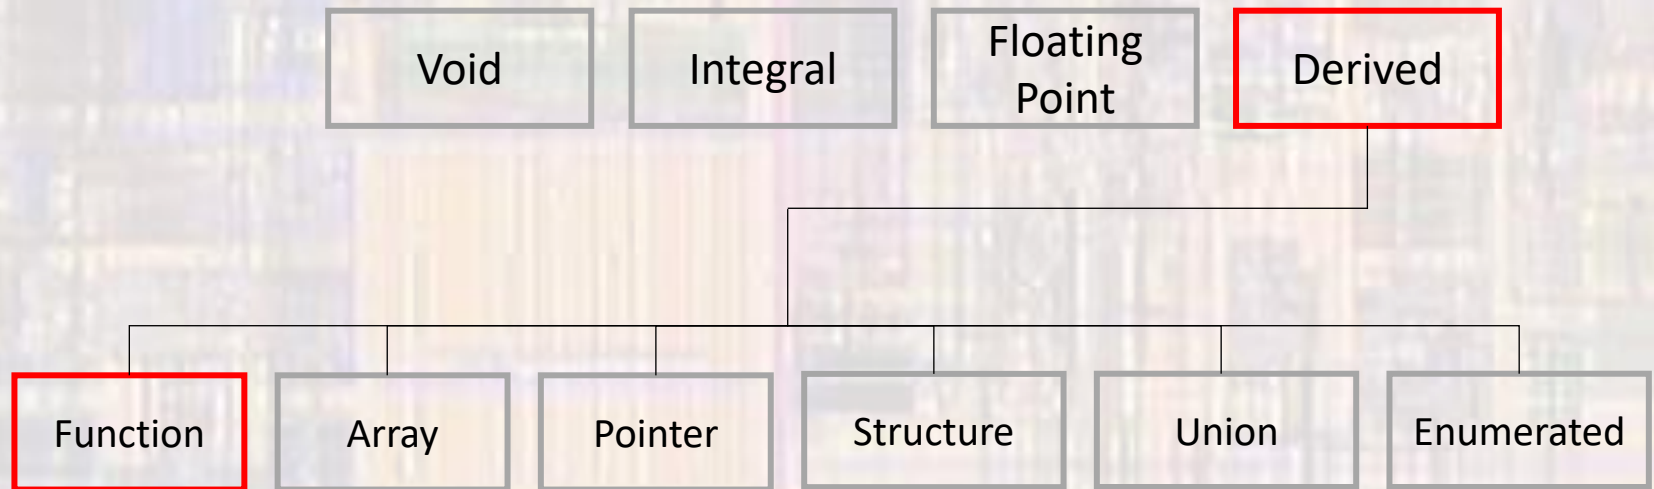 Void
Integral
Floating
Point
Derived
Function
Array
Pointer
Structure
Union
Enumerated